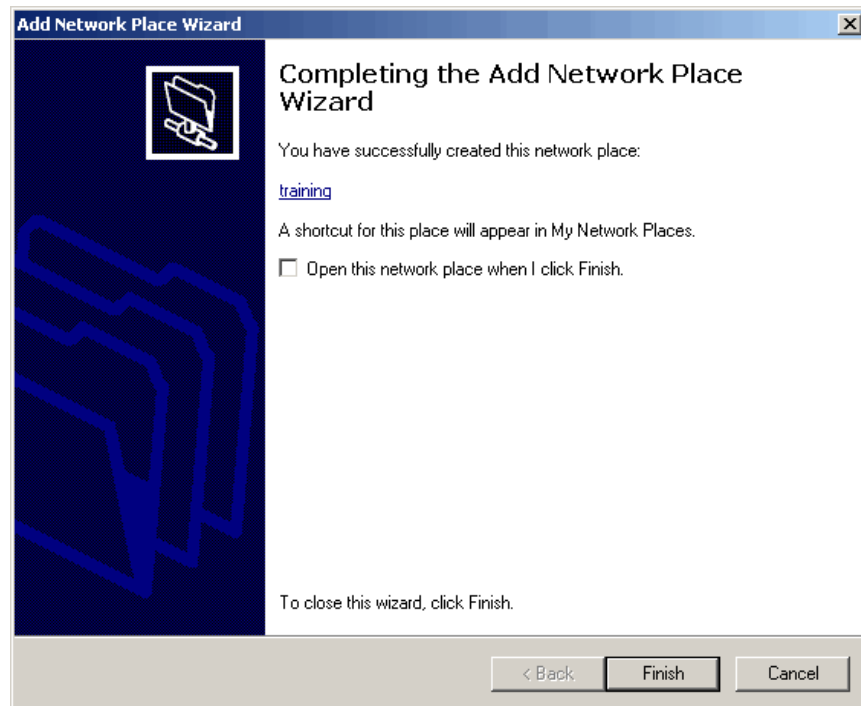 Add Network Place Wizard
Completing the Add Network Place
Wizard
You have successfully created this network place:
training
A shortcut for this place will appear in My Network Places.
Open this network place when I click Finish.
To close this wizard, click Finish.
< Back
Finish
Cancel